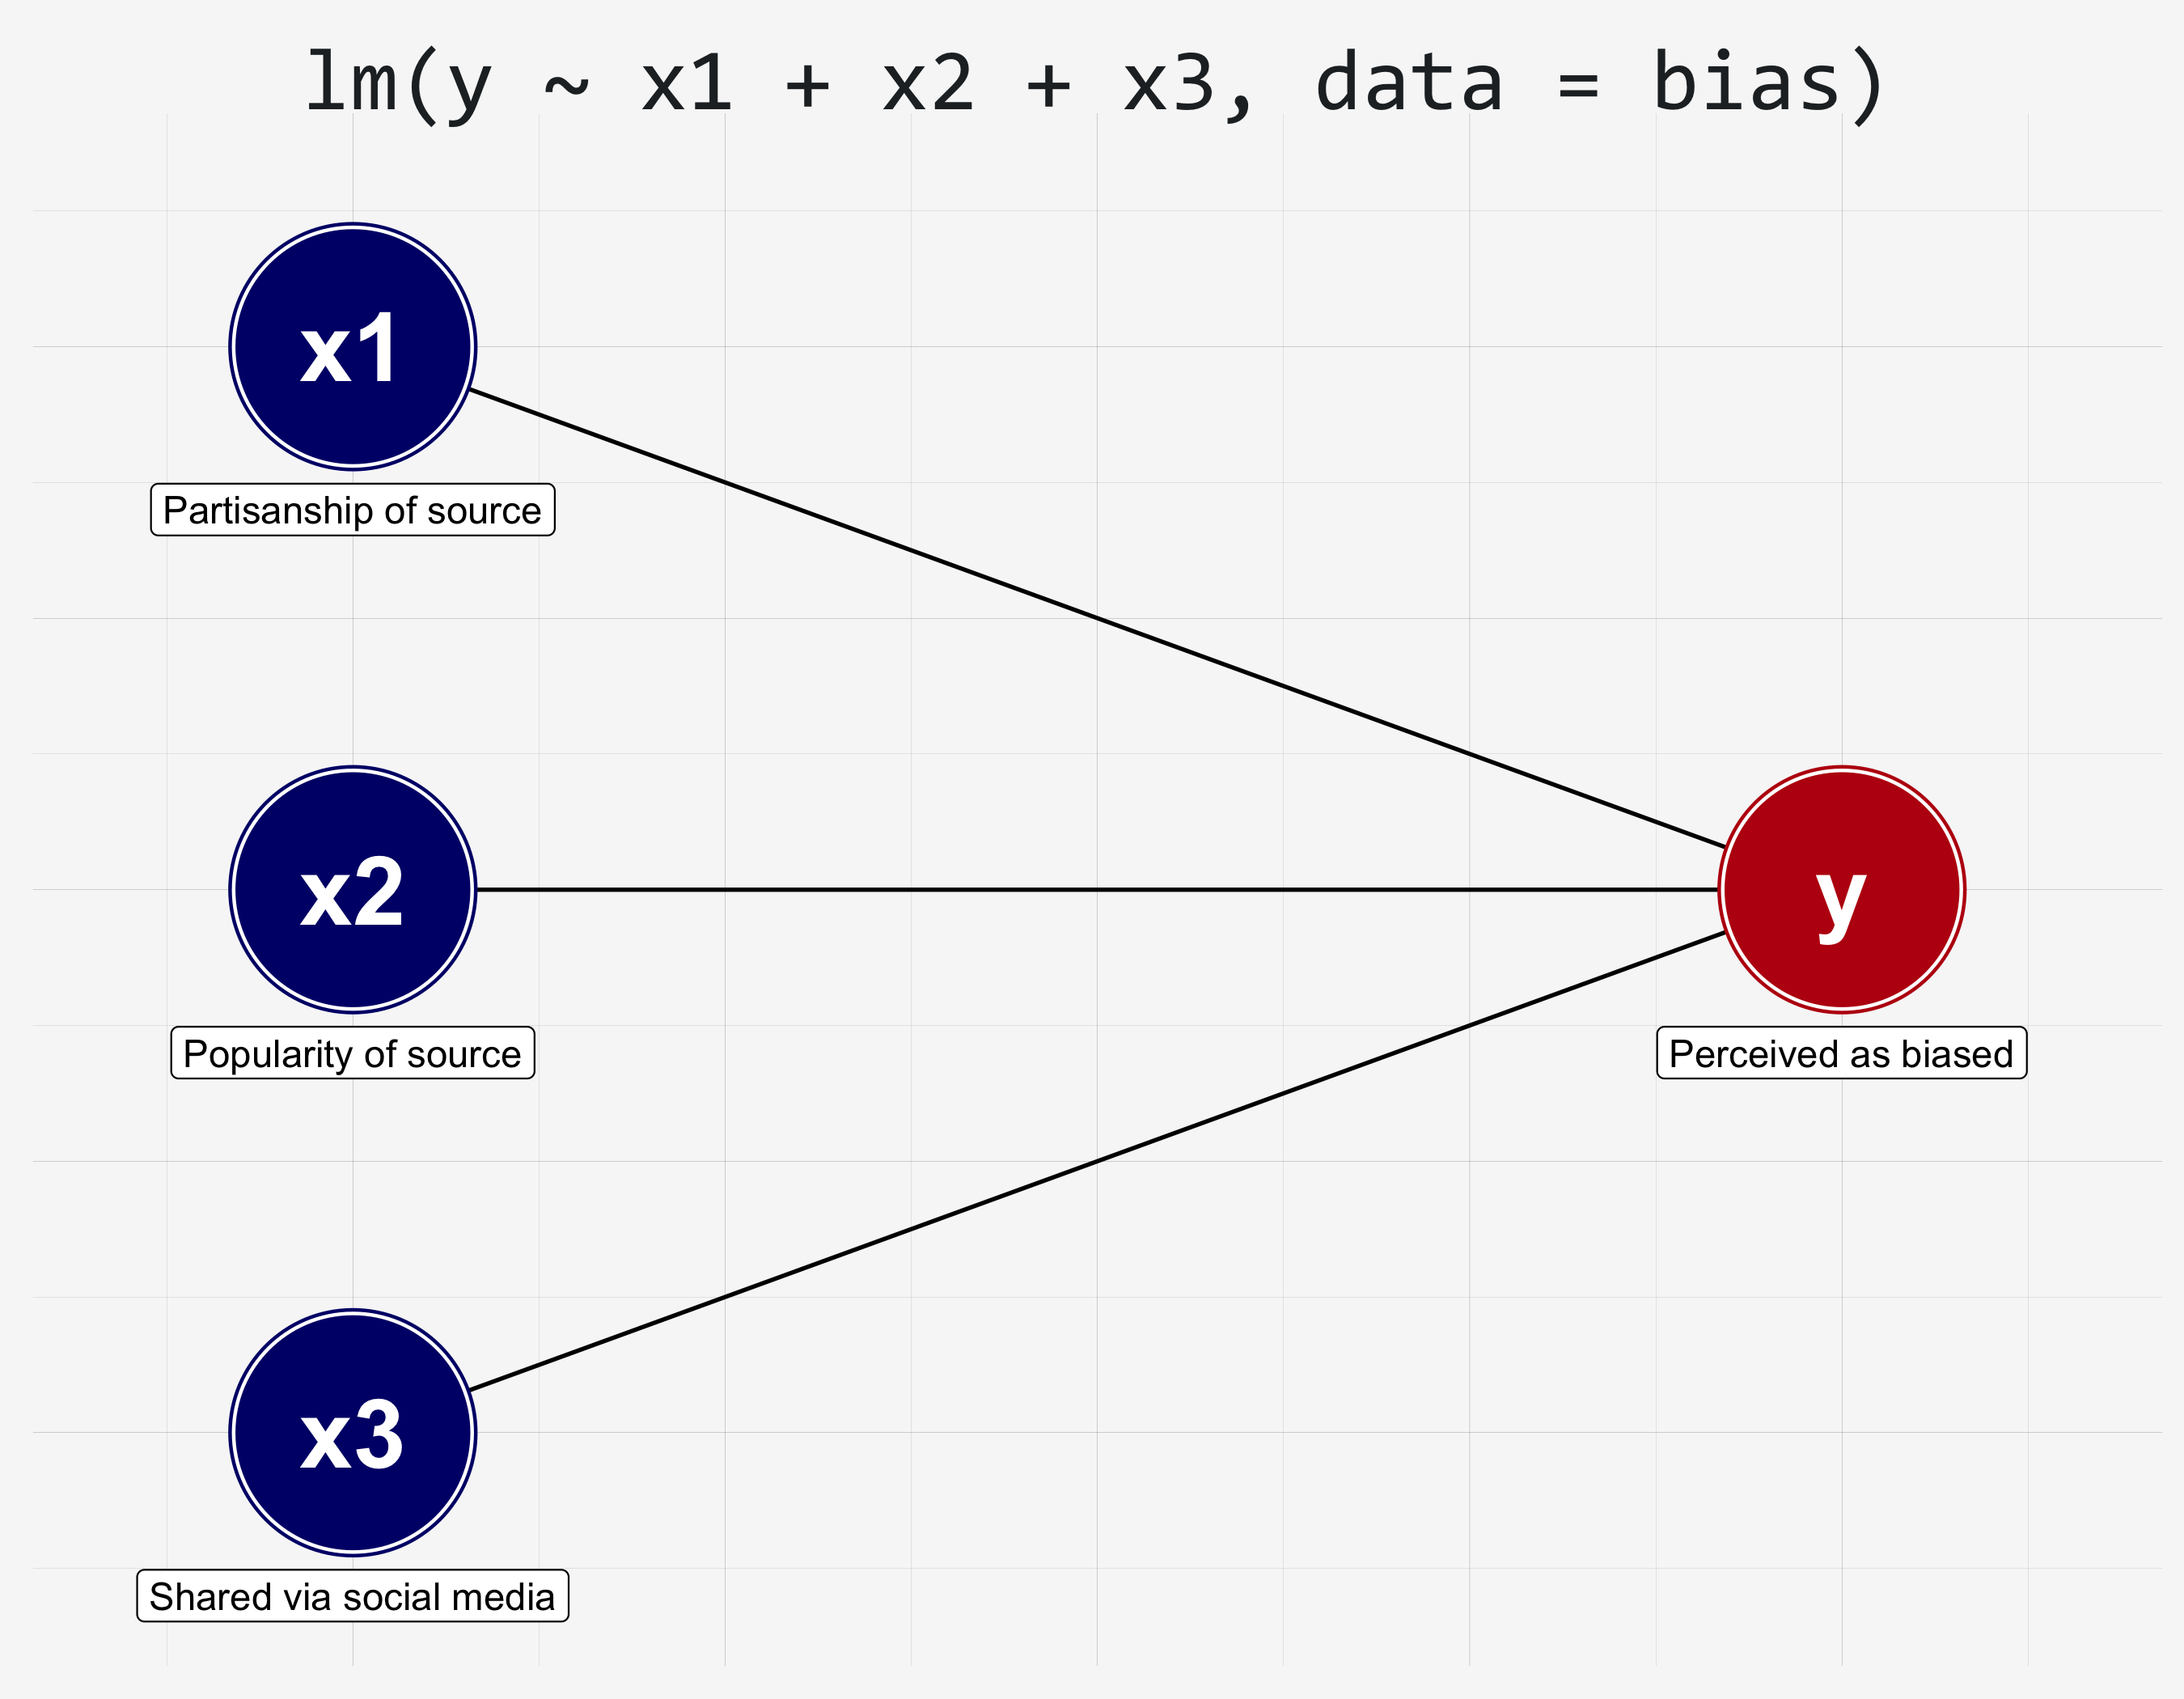 lm(y ~ x1 + x2 + x3, data = bias)
x1
Partisanship of source
x2
Popularity of source
y
Perceived as biased
x3
Shared via social media